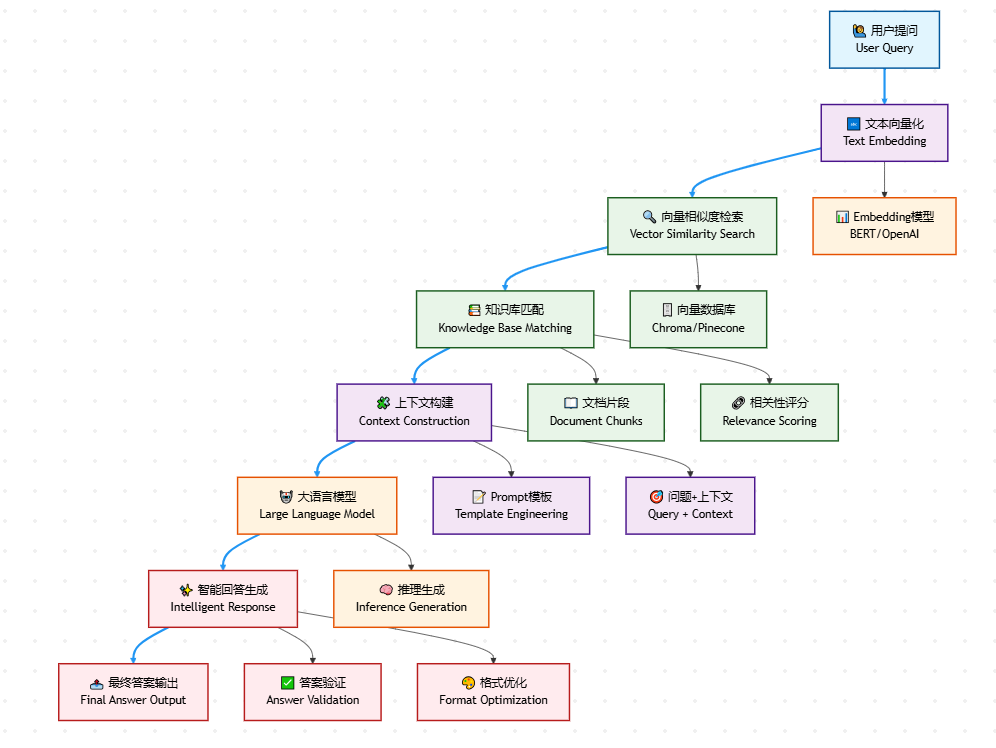 用户提问
User Query
文本向量化
Text Embedding
向量相似度检索
Vector Similarity Search
Embedding模型
BERT/OpenAI
知识库匹配
Knowledge Base Matching
向量数据库
Chroma/Pinecone
上下文构建
Context Construction
文档片段
Document Chunks
相关性评分
Relevance Scoring
大语言模型
Large Language Model
Prompt模板
Template Engineering
问题+上下文
Query + Context
智能回答生成
Intelligent Response
推理生成
Inference Generation
最终答案输出
Final Answer Output
答案验证
Answer Validation
格式优化
Format Optimization